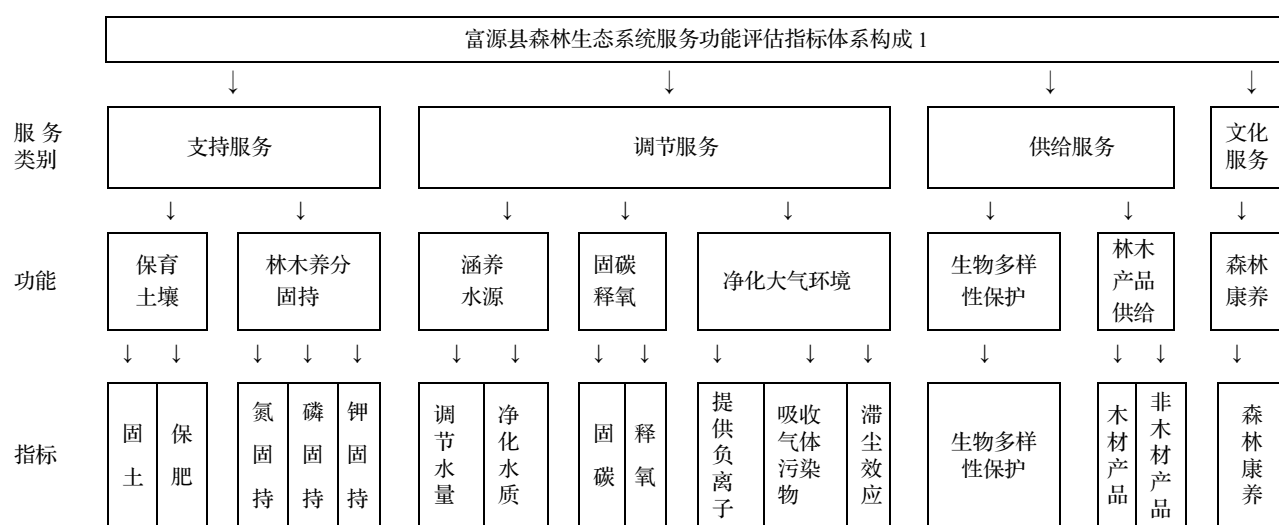 富源县森林生态系统服务功能评估指标体系构成 1
↓ ↓ ↓ ↓
服 务
类别
支持服务
调节服务
供给服务
文化
服务
↓ ↓ ↓ ↓ ↓ ↓ ↓ ↓
功能
保育
土壤
林木养分
固持
涵养
水源
固碳
释氧
净化大气环境
生物多样
性保护
林木
产品
供给
森林
康养
↓ ↓ ↓ ↓ ↓ ↓ ↓ ↓ ↓ ↓ ↓ ↓ ↓ ↓ ↓ ↓
指标
固土
保肥
氮固持
磷固持
钾固持
调节水量
净化水质
固碳
释氧
提供负离子
吸收
气体
污染
物
滞尘效应
生物多样
性保护
木材产品
非木材产品
森林康养